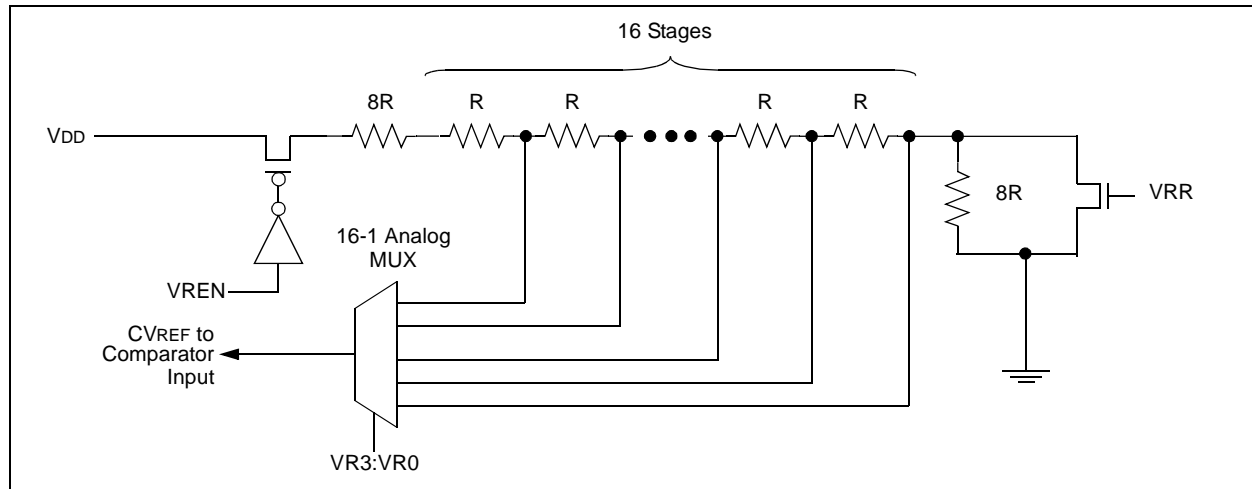 16 Stages
8R
R
R
R
R
VDD
8R
VRR
16-1 Analog
MUX
VREN
CVREF to
Comparator
Input
VR3:VR0